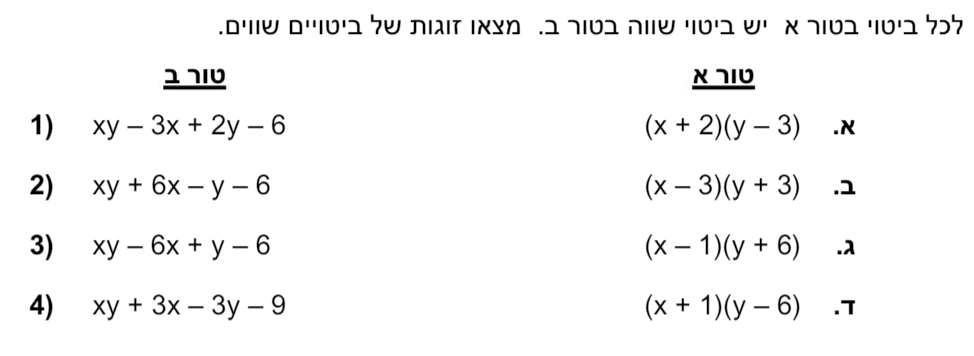 לכל ביטוי בטור א יש ביטוי שווה בטור ב. מצאו זוגות של ביטויים שווים.
טור א טור ב
א. (x + 2)(y – 3) 1) xy – 3x + 2y – 6
ב. (x – 3)(y + 3) 2) xy + 6x – y – 6
ג. (x – 1)(y + 6) 3) xy – 6x + y – 6
ד. (x + 1)(y – 6) 4) xy + 3x – 3y – 9